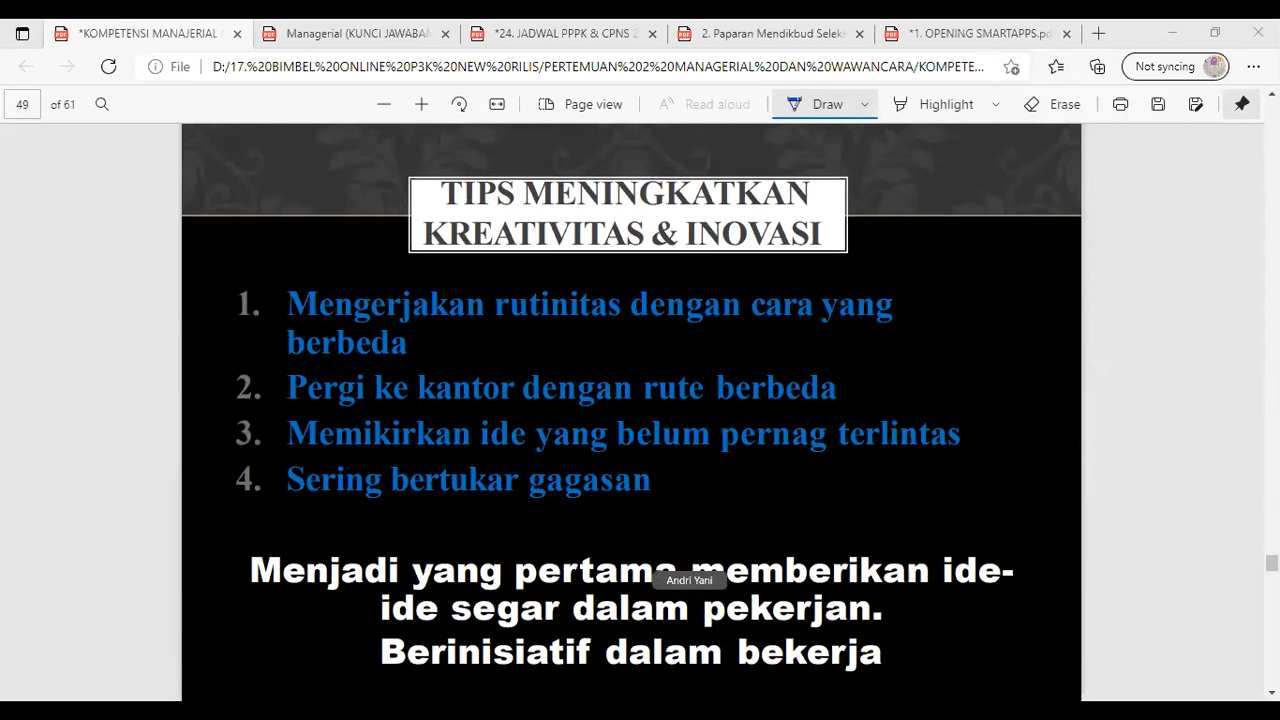 *KOMPETENSI MANAJERIAL
Managerial (KUNCI JAWABAN
*24. JADWAL PPPK & CPNS 2
2. Paparan Mendikbud Seleks
*1. OPENING SMARTAPPS.pd
File
D:/17.%20BIMBEL%20ONLINE%20P3K%20NEW%20RILIS/PERTEMUAN%202%20MANAGERIAL%20DAN%20WAWANCARA/KOMPETE...
Not syncing
49 of 61
Page view
Read aloud
Draw
Highlight
Erase
TIPS MENINGKATKAN
KREATIVITAS & INOVASI
1. Mengerjakan rutinitas dengan cara yang
berbeda
2. Pergi ke kantor dengan rute berbeda
3. Memikirkan ide yang belum pernag terlintas
4. Sering bertukar gagasan
Menjadi yang pertama memberikan ide-
Andri Yani
ide segar dalam pekerjan.
Berinisiatif dalam bekerja